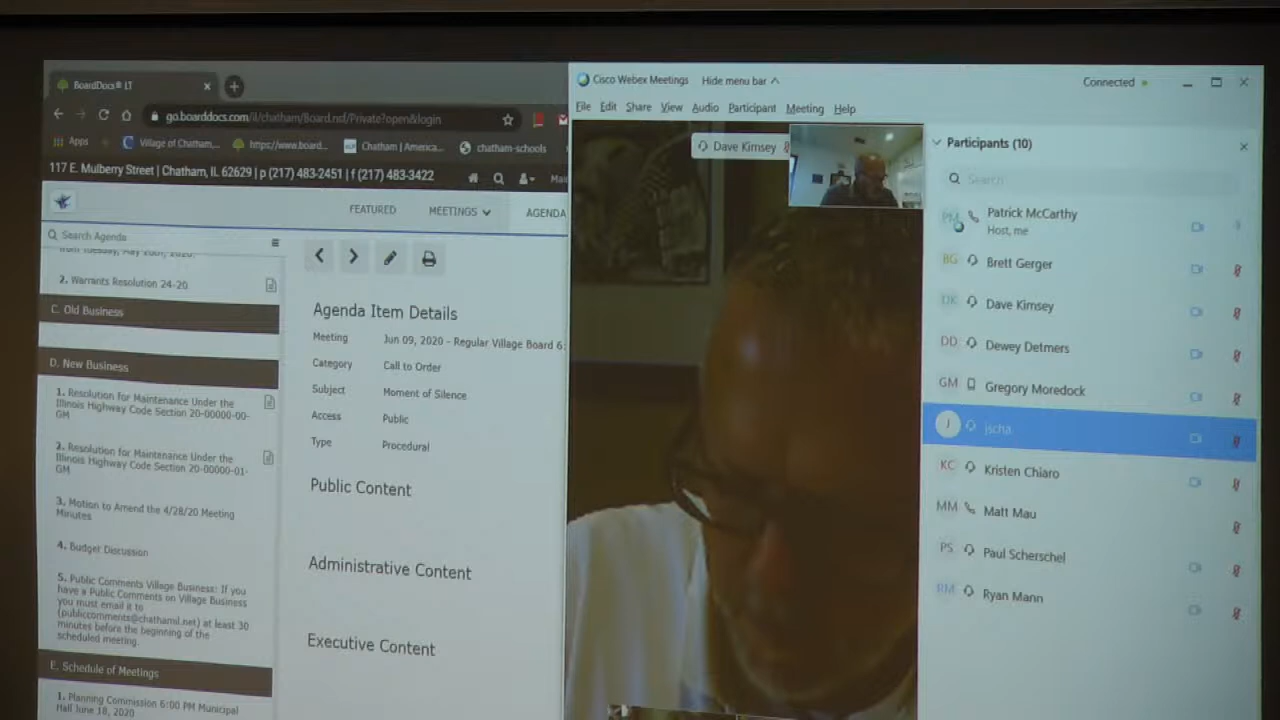 BoardDocs® LT
go.boarddocs.com/il/chatham/Board.nsf/Private?open&login
Apps
Village of Chatham,...
https://www.board...
Chatham | America...
chatham-schools
117 E. Mulberry Street | Chatham, IL 62629 | p (217) 483-2451 | f (217) 483-3422
FEATURED
MEETINGS
AGENDA
Search Agenda
2. Warrants Resolution 24-20
C. Old Business
D. New Business
1. Resolution for Maintenance Under the
Illinois Highway Code Section 20-00000-00-
GM
2. Resolution for Maintenance Under the
Illinois Highway Code Section 20-00000-01-
GM
3. Motion to Amend the 4/28/20 Meeting
Minutes
4. Budget Discussion
5. Public Comments Village Business: If you
have a Public Comments on Village Business
you must email it to
(publiccomments@chathamil.net) at least 30
minutes before the beginning of the
scheduled meeting.
E. Schedule of Meetings
1. Planning Commission 6:00 PM Municipal
Hall June 18, 2020
Agenda Item Details
Meeting
Jun 09, 2020 - Regular Village Board 6:
Category
Call to Order
Subject
Moment of Silence
Access
Public
Type
Procedural
Public Content
Administrative Content
Executive Content
Cisco Webex Meetings
Hide menu bar
Connected
File Edit Share View Audio Participant Meeting Help
Dave Kimsey
Participants (10)
Search
PM
Patrick McCarthy
Host, me
BG
Brett Gerger
DK
Dave Kimsey
DD
Dewey Detmers
GM
Gregory Moredock
J
jscha
KC
Kristen Chiaro
MM
Matt Mau
PS
Paul Scherschel
RM
Ryan Mann